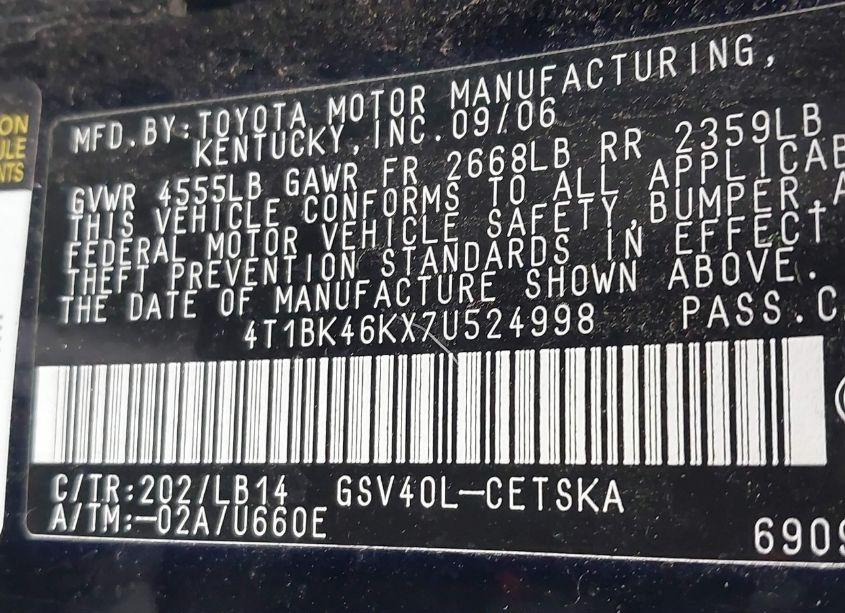 ON
ULE
NTS
MFD.BY:TOYOTA MOTOR MANUFACTURING,
KENTUCKY,INC.09/06
GVWR 4555LB GAWR FR 2668LB RR 2359LB
THIS VEHICLE CONFORMS TO ALL APPLICAB
FEDERAL MOTOR VEHICLE SAFETY,BUMPER,A
THEFT PREVENTION STANDARDS IN EFFECT
THE DATE OF MANUFACTURE SHOWN ABOVE.
4T1BK46KX7U524998 PASS.C
C/TR:202/LB14 GSV40L-CETSKA
A/TM:-02A/U660E
6909